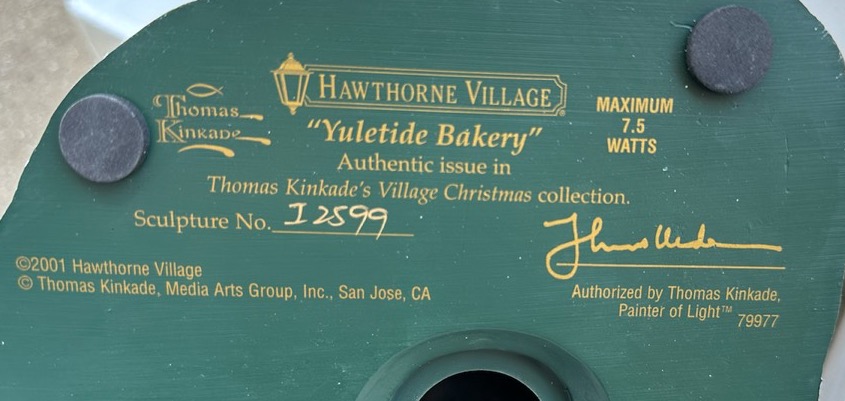 Thomas
Kinkade
HAWTHORNE VILLAGE®
"Yuletide Bakery"
Authentic issue in
Thomas Kinkade's Village Christmas collection.
Sculpture No. I2599
MAXIMUM
7.5
WATTS
©2001 Hawthorne Village
© Thomas Kinkade, Media Arts Group, Inc., San Jose, CA
Authorized by Thomas Kinkade,
Painter of Light™
79977